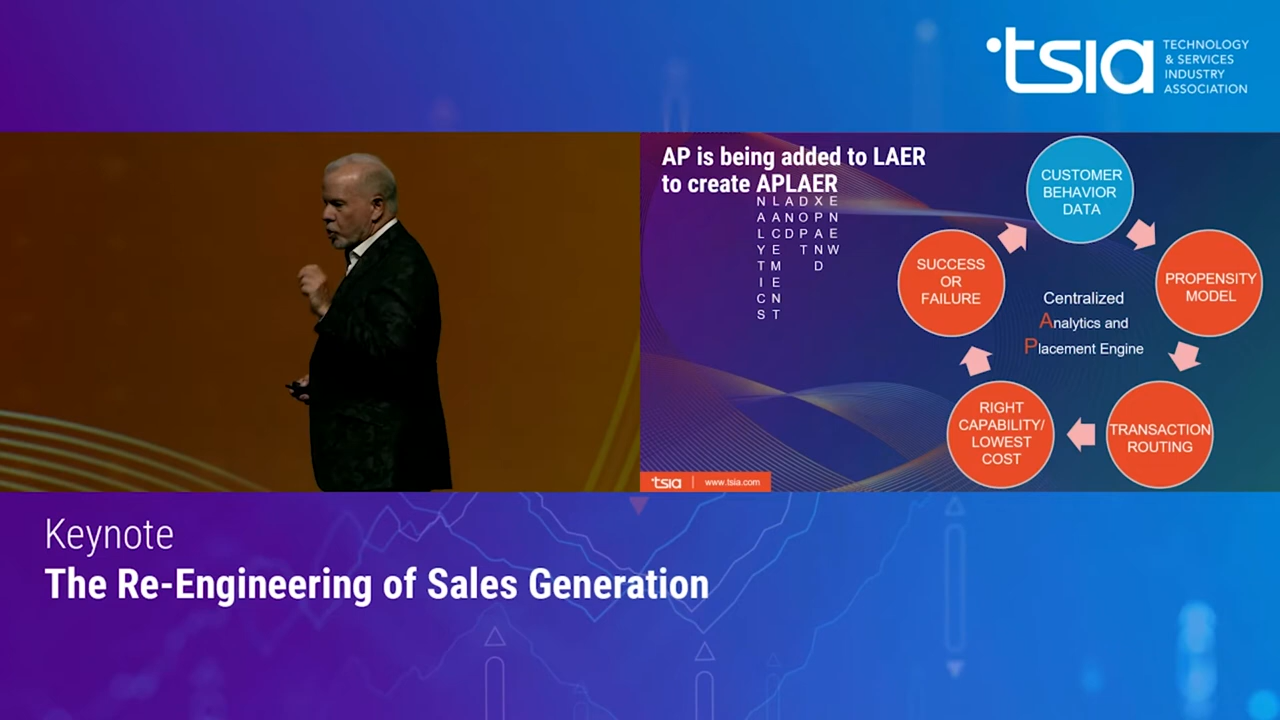 tsia
TECHNOLOGY
& SERVICES
INDUSTRY
ASSOCIATION
AP is being added to LAER
to create APLAER
N L A D X E
A A N O P N
L C D P A E
Y E T N W
T M D
I E
C N
S T
CUSTOMER
BEHAVIOR
DATA
PROPENSITY
MODEL
TRANSACTION
ROUTING
RIGHT
CAPABILITY/
LOWEST
COST
SUCCESS
OR
FAILURE
Centralized
Analytics and
Placement Engine
tsia | www.tsia.com
Keynote
The Re-Engineering of Sales Generation